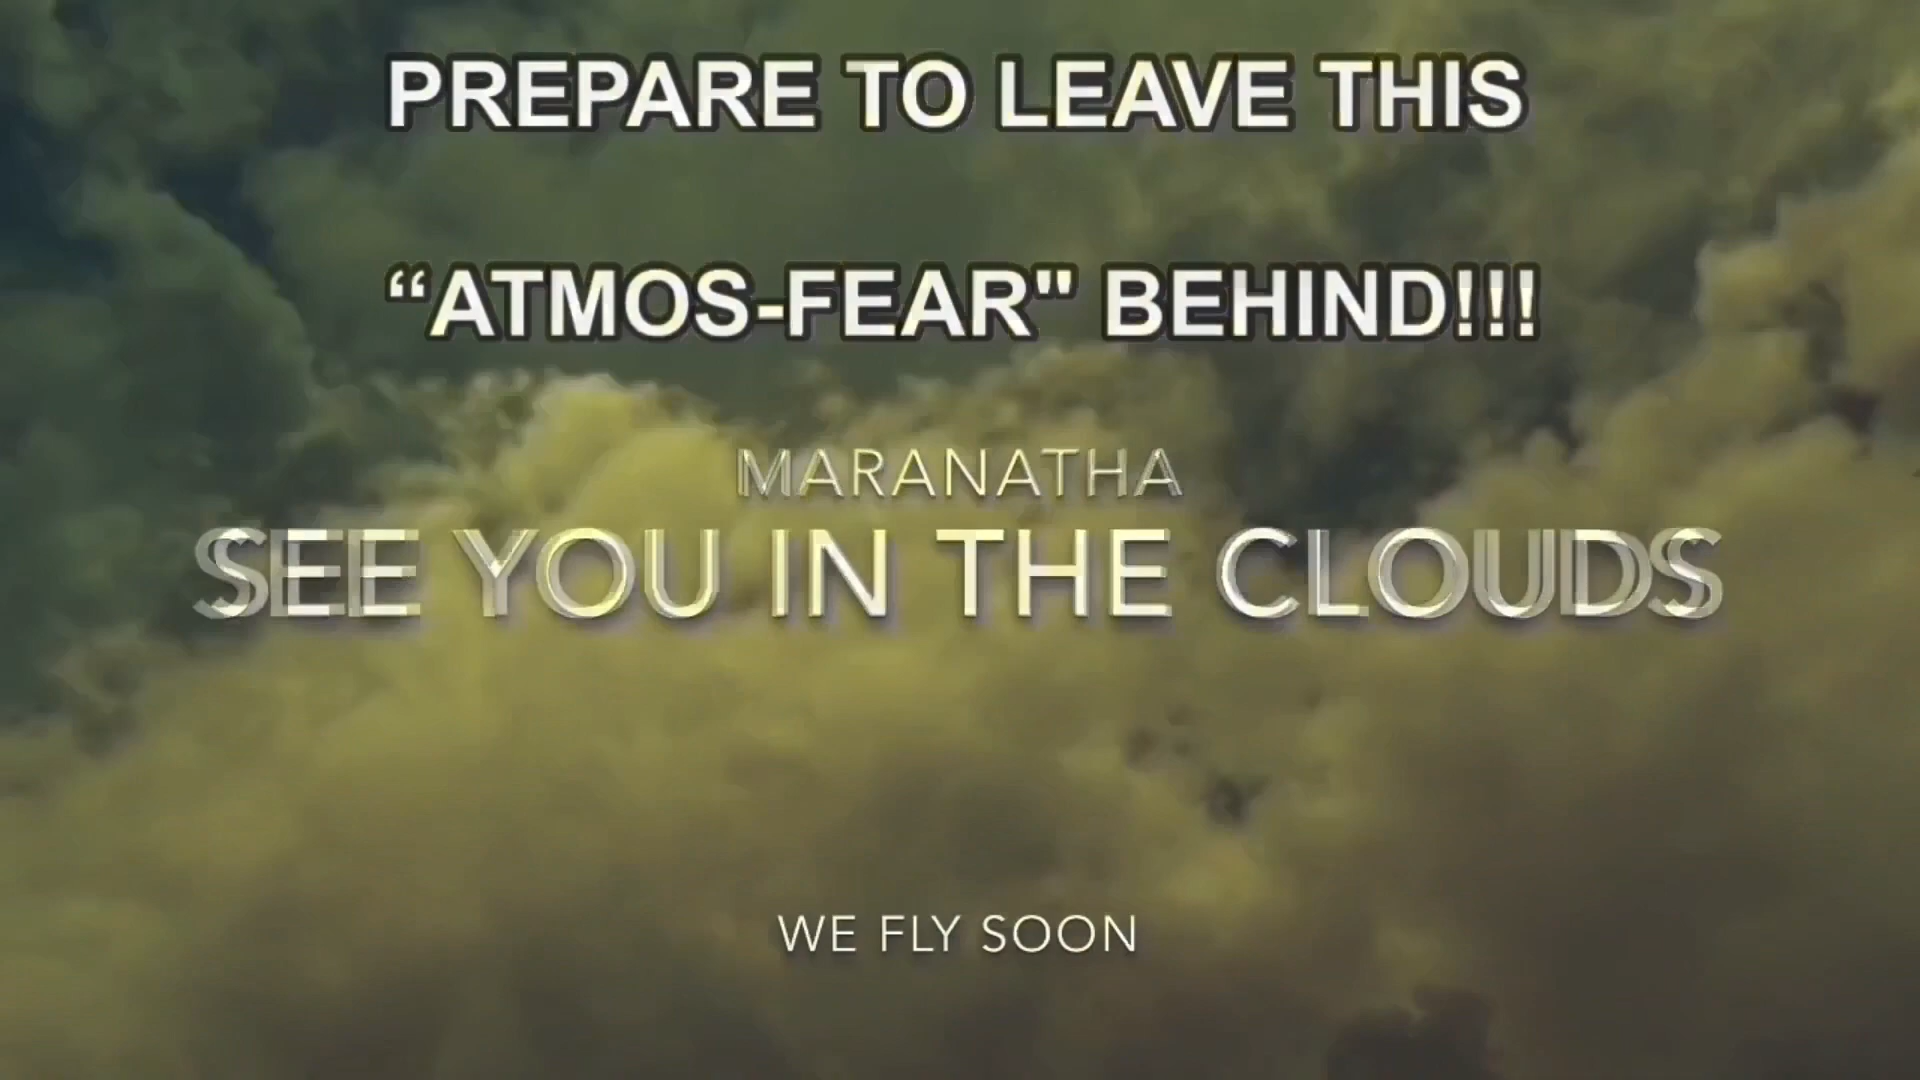 PREPARE TO LEAVE THIS
“ATMOS-FEAR" BEHIND!!!
MARANATHA
SEE YOU IN THE CLOUDS
WE FLY SOON